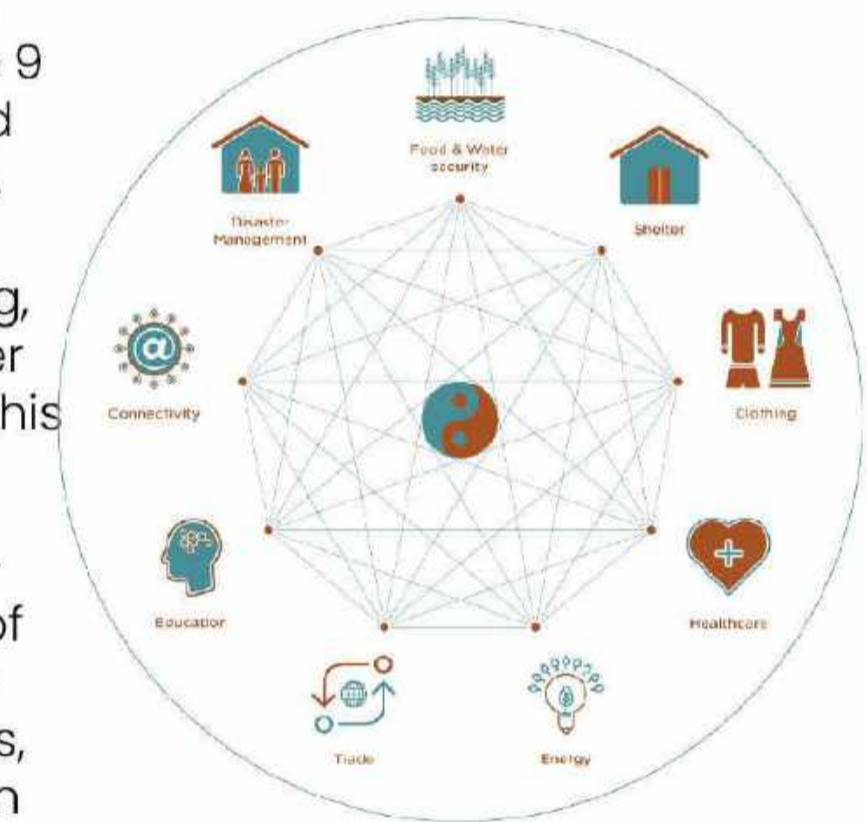 9
d
g,
er
his
of
s,
n
Food & Water
security
Shelter
Clothing
Healthcare
Energy
Trade
Education
Connectivity
Disaster
Management
@